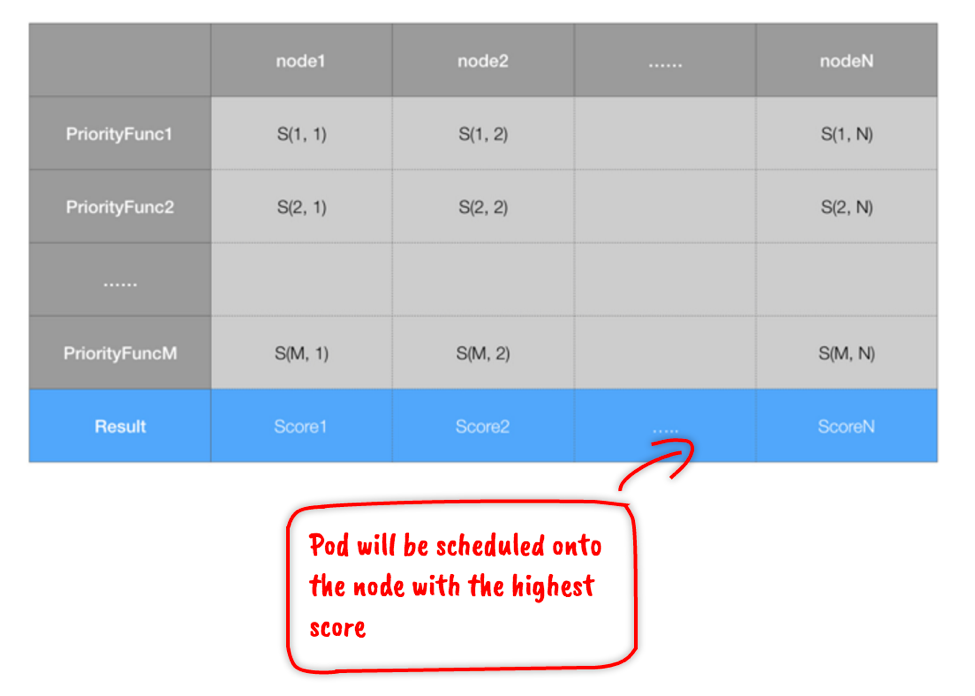 node1 node2 ...... nodeN
PriorityFunc1 S(1, 1) S(1, 2) S(1, N)
PriorityFunc2 S(2, 1) S(2, 2) S(2, N)
......
PriorityFuncM S(M, 1) S(M, 2) S(M, N)
Result Score1 Score2 ..... ScoreN
Pod will be scheduled onto
the node with the highest
score